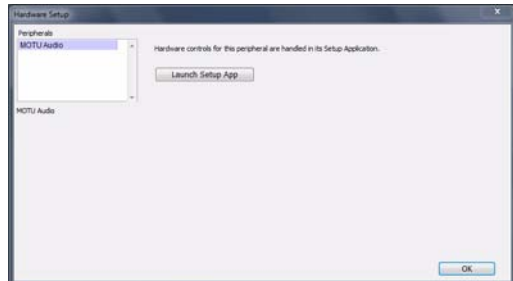 Hardware Setup
x
Peripherals
MOTU Audio
Hardware controls for this peripheral are handled in its Setup Application.
Launch Setup App
MOTU Audio
OK